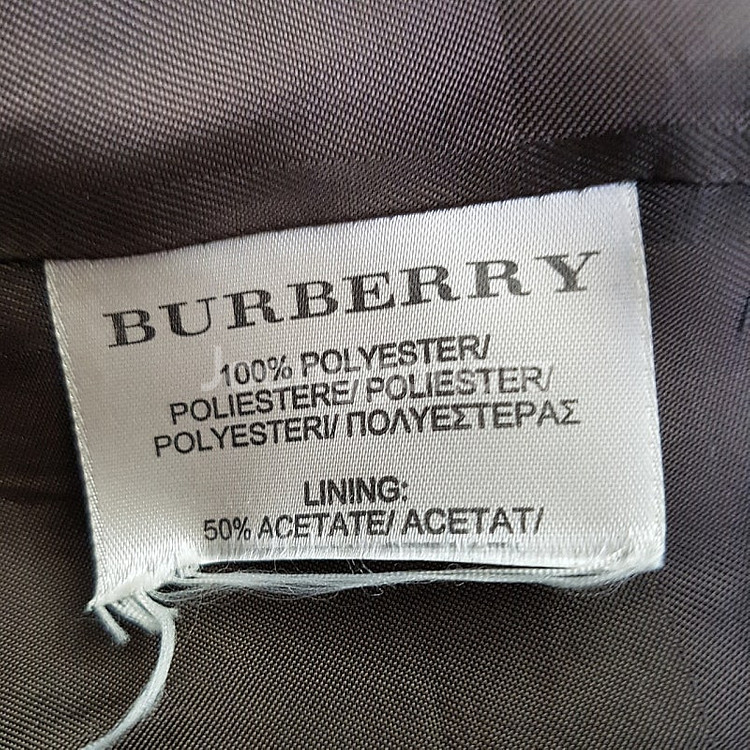 BURBERRY
100% POLYESTER/
POLIESTERE/ POLIESTER/
POLYESTERI/ ΠΟΛΥΕΣΤΕΡΑΣ
LINING:
50% ACETATE/ ACETAT/